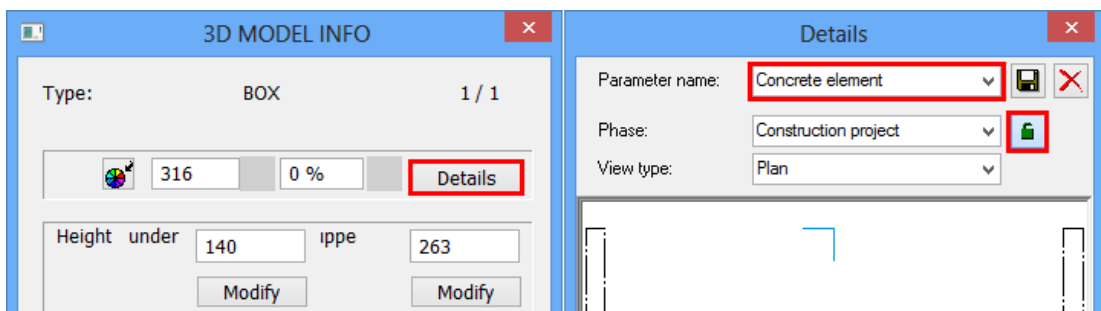 3D MODEL INFO
Type: BOX 1 / 1
316 0 % Details
Height under 140 ippe 263
Modify Modify
Details
Parameter name: Concrete element
Phase: Construction project
View type: Plan